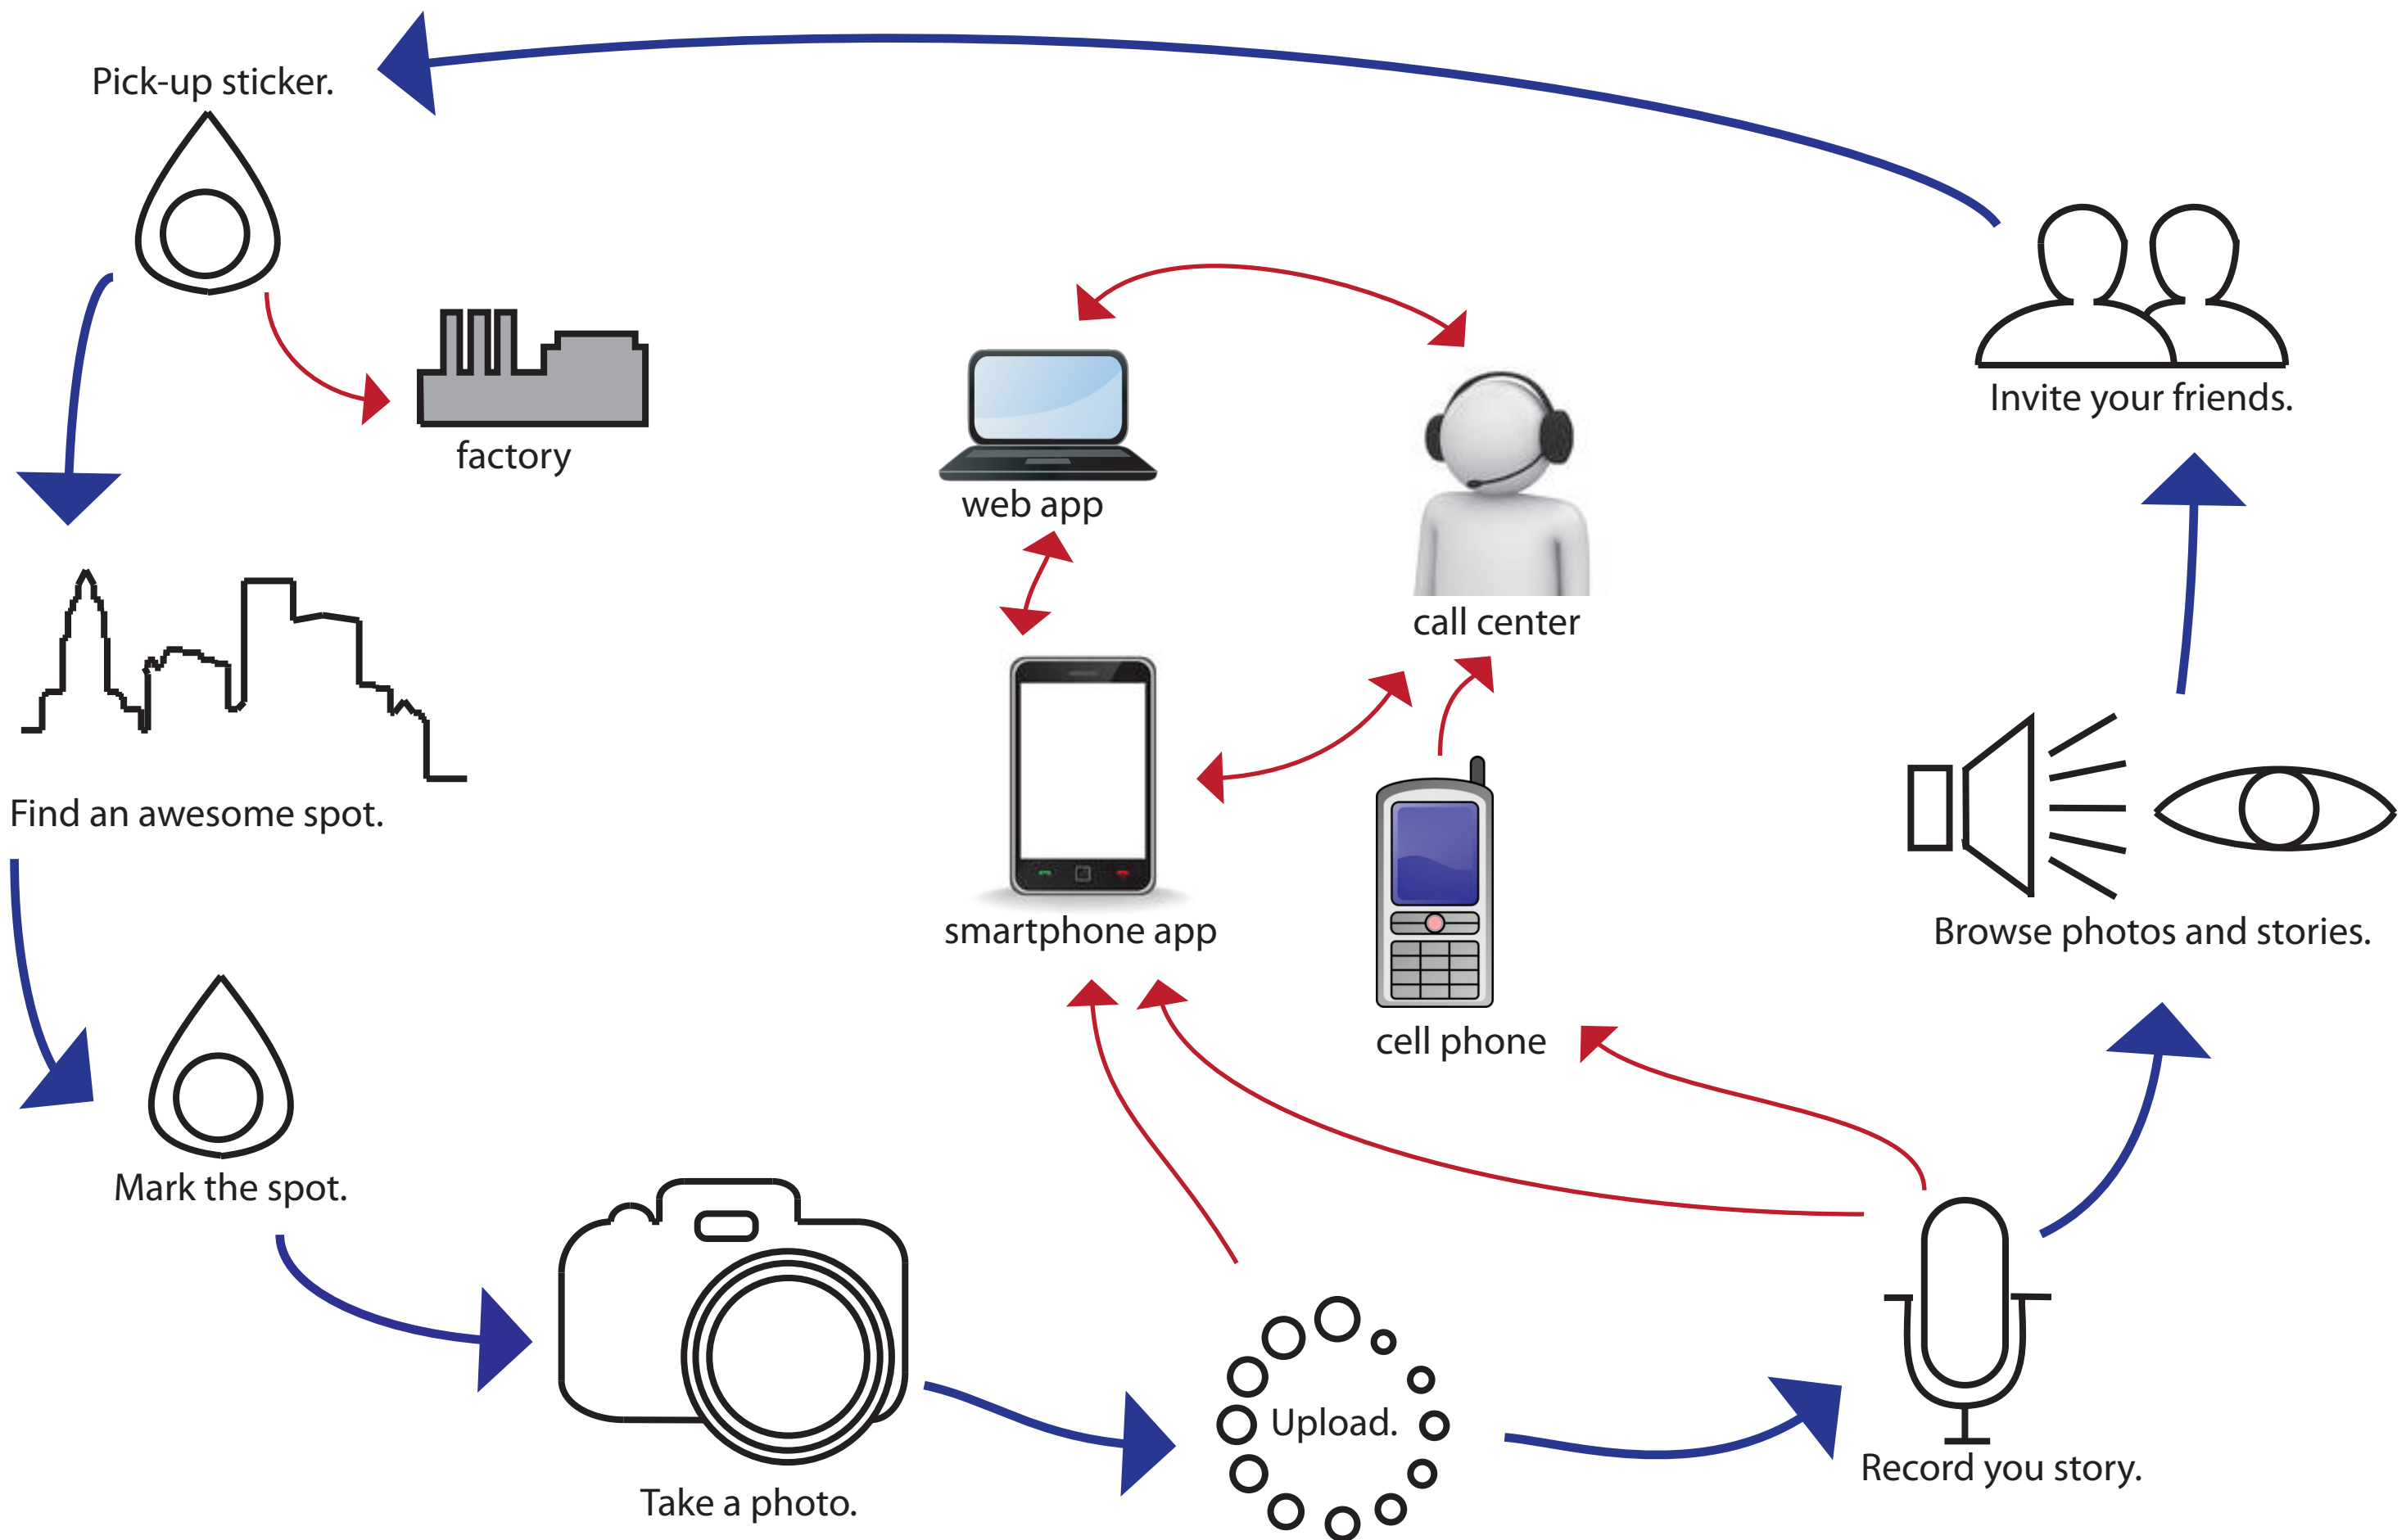 Pick-up sticker.
factory
Find an awesome spot.
Mark the spot.
Take a photo.
Upload.
Record you story.
Browse photos and stories.
Invite your friends.
web app
call center
smartphone app
cell phone